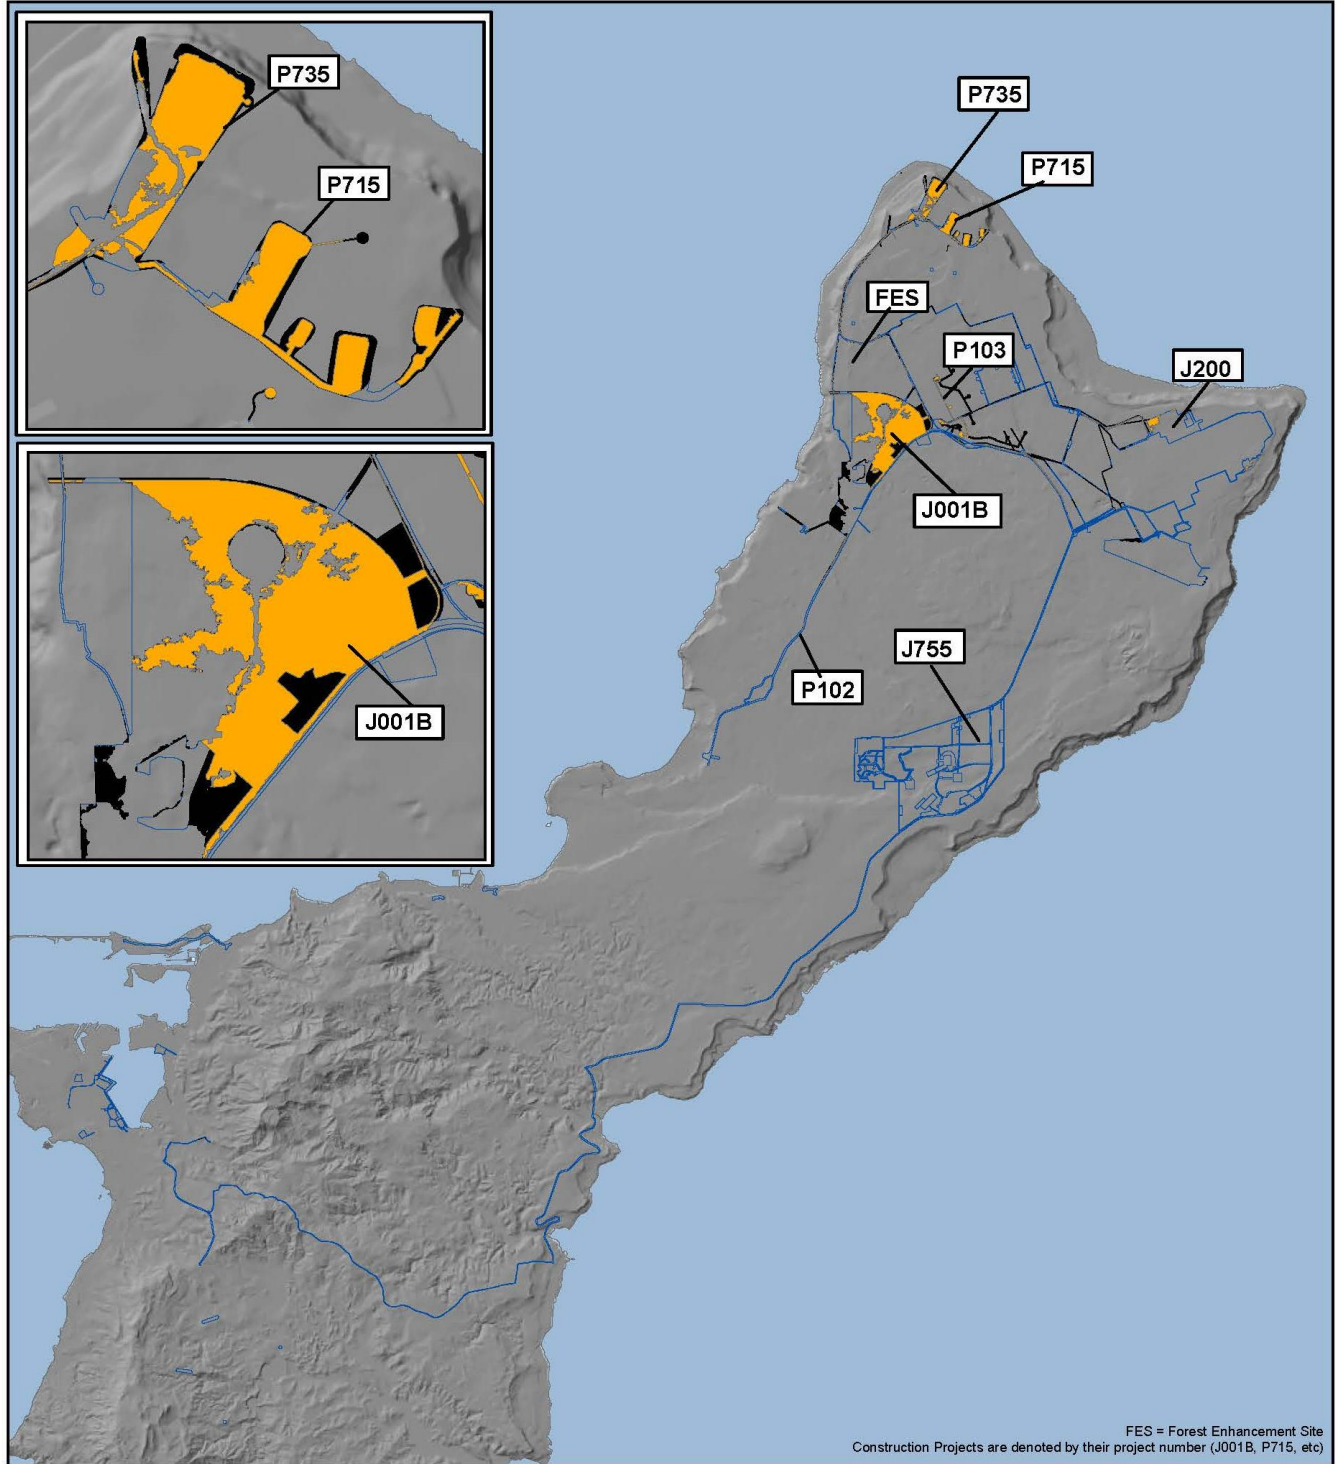 P735
P715
J001B
P735
P715
FES
P103
J200
J001B
J755
P102
FES = Forest Enhancement Site
Construction Projects are denoted by their project number (J001B, P715, etc)